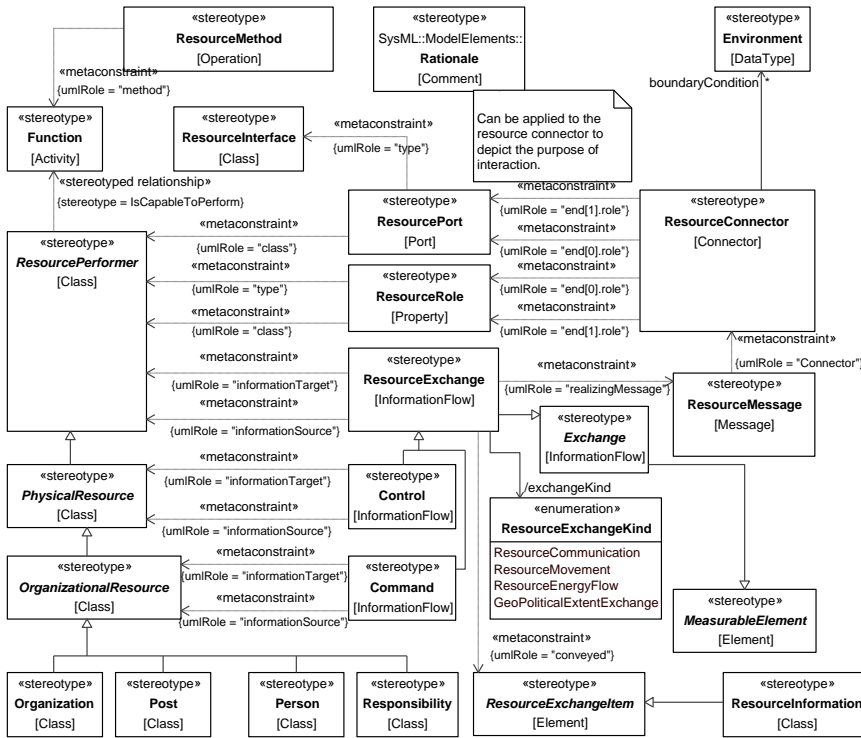 «stereotype»
ResourceMethod
[Operation]
«stereotype»
SysML::ModelElements::
Rationale
[Comment]
«stereotype»
Environment
[DataType]
«metaconstraint»
{umlRole = "method"}
boundaryCondition *
Can be applied to the
resource connector to
depict the purpose of
interaction.
«stereotype»
Function
[Activity]
«stereotype»
ResourceInterface
[Class]
«metaconstraint»
{umlRole = "type"}
«stereotyped relationship»
{stereotype = IsCapableToPerform}
«stereotype»
ResourcePerformer
[Class]
«metaconstraint»
{umlRole = "class"}
«stereotype»
ResourcePort
[Port]
«metaconstraint»
{umlRole = "end[1].role"}
«metaconstraint»
{umlRole = "end[0].role"}
«stereotype»
ResourceConnector
[Connector]
«metaconstraint»
{umlRole = "type"}
«metaconstraint»
{umlRole = "class"}
«stereotype»
ResourceRole
[Property]
«metaconstraint»
{umlRole = "end[0].role"}
«metaconstraint»
{umlRole = "end[1].role"}
«metaconstraint»
{umlRole = "informationTarget"}
«metaconstraint»
{umlRole = "informationSource"}
«stereotype»
ResourceExchange
[InformationFlow]
«metaconstraint»
{umlRole = "realizingMessage"}
«metaconstraint»
{umlRole = "Connector"}
«stereotype»
ResourceMessage
[Message]
«stereotype»
Exchange
[InformationFlow]
«stereotype»
PhysicalResource
[Class]
«metaconstraint»
{umlRole = "informationTarget"}
«metaconstraint»
{umlRole = "informationSource"}
«stereotype»
Control
[InformationFlow]
/exchangeKind
«enumeration»
ResourceExchangeKind
ResourceCommunication
ResourceMovement
ResourceEnergyFlow
GeoPoliticalExtentExchange
«stereotype»
OrganizationalResource
[Class]
«metaconstraint»
{umlRole = "informationTarget"}
«metaconstraint»
{umlRole = "informationSource"}
«stereotype»
Command
[InformationFlow]
«stereotype»
MeasurableElement
[Element]
«metaconstraint»
{umlRole = "conveyed"}
«stereotype»
Organization
[Class]
«stereotype»
Post
[Class]
«stereotype»
Person
[Class]
«stereotype»
Responsibility
[Class]
«stereotype»
ResourceExchangeItem
[Element]
«stereotype»
ResourceInformation
[Class]